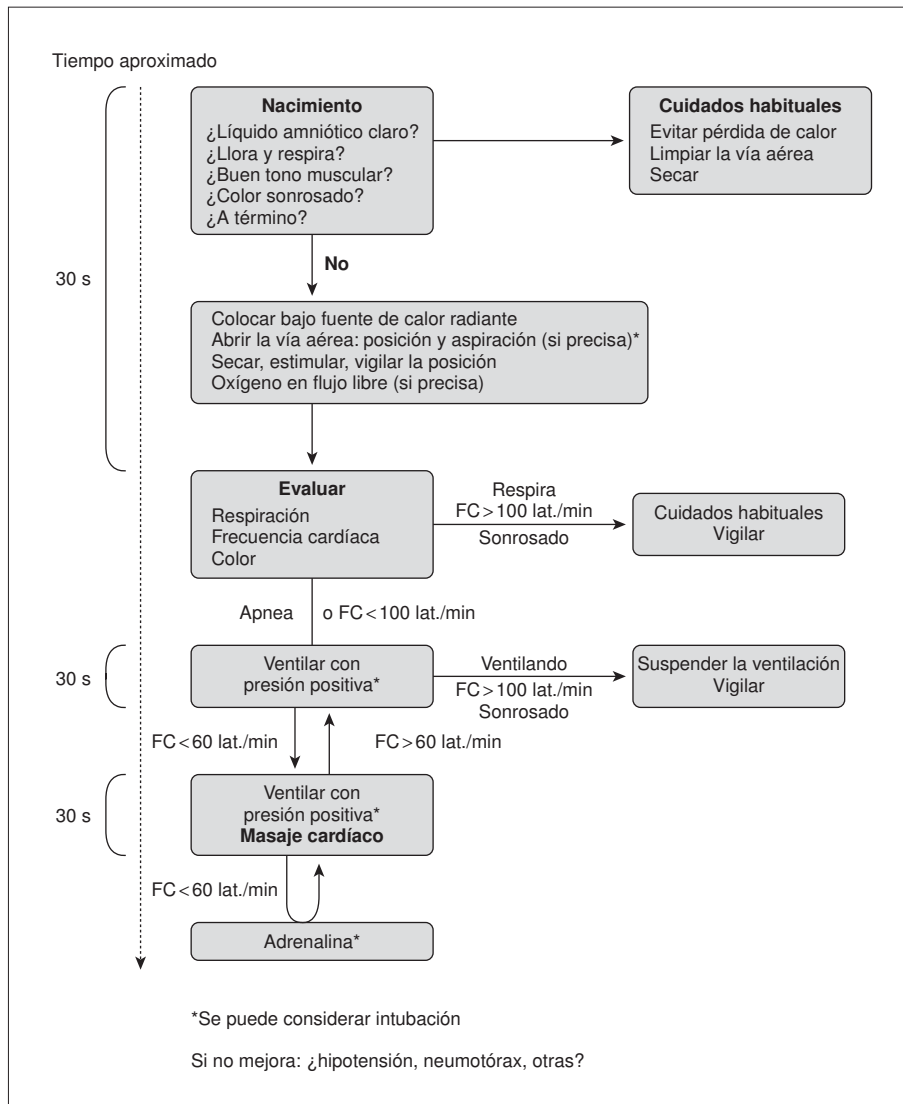 Tiempo aproximado
Nacimiento
¿Líquido amniótico claro?
¿Llora y respira?
¿Buen tono muscular?
¿Color sonrosado?
¿A término?
Cuidados habituales
Evitar pérdida de calor
Limpiar la vía aérea
Secar
No
30 s
Colocar bajo fuente de calor radiante
Abrir la vía aérea: posición y aspiración (si precisa)*
Secar, estimular, vigilar la posición
Oxígeno en flujo libre (si precisa)
Evaluar
Respiración
Frecuencia cardíaca
Color
Respira
FC>100 lat./min
Sonrosado
Cuidados habituales
Vigilar
Apnea
o FC<100 lat./min
30 s
Ventilar con
presión positiva*
Ventilando
FC>100 lat./min
Sonrosado
Suspender la ventilación
Vigilar
FC<60 lat./min
FC>60 lat./min
30 s
Ventilar con
presión positiva*
Masaje cardíaco
FC<60 lat./min
Adrenalina*
*Se puede considerar intubación
Si no mejora: ¿hipotensión, neumotórax, otras?